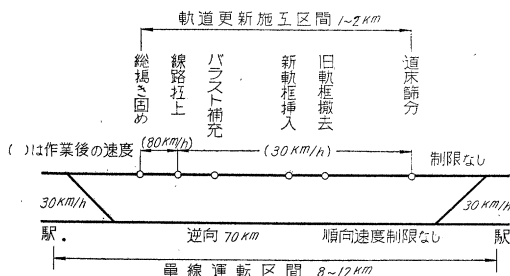 軌道更新施工区間 1~2km
総搗き固め
線路扛上
バラスト補充
新軌框挿入
旧軌框撤去
道床篩分
( )は作業後の速度
(80km/h)
(30km/h)
制限なし
30km/h
30km/h
駅.
逆向 70km
順向速度制限なし
駅
単線運転区間 8~12km